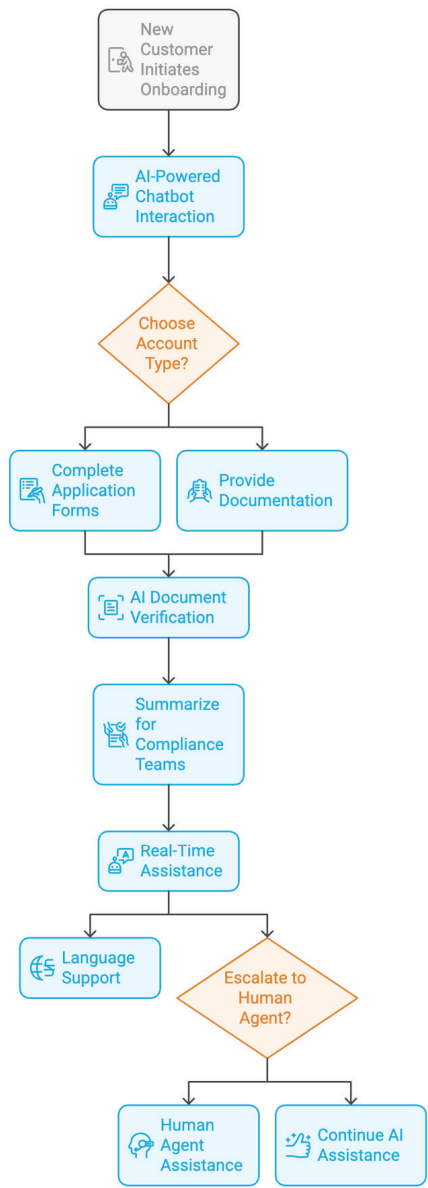 New
Customer
Initiates
Onboarding
AI-Powered
Chatbot
Interaction
Choose
Account
Type?
Complete
Application
Forms
Provide
Documentation
AI Document
Verification
Summarize
for
Compliance
Teams
Real-Time
Assistance
Language
Support
Escalate to
Human
Agent?
Human
Agent
Assistance
Continue AI
Assistance